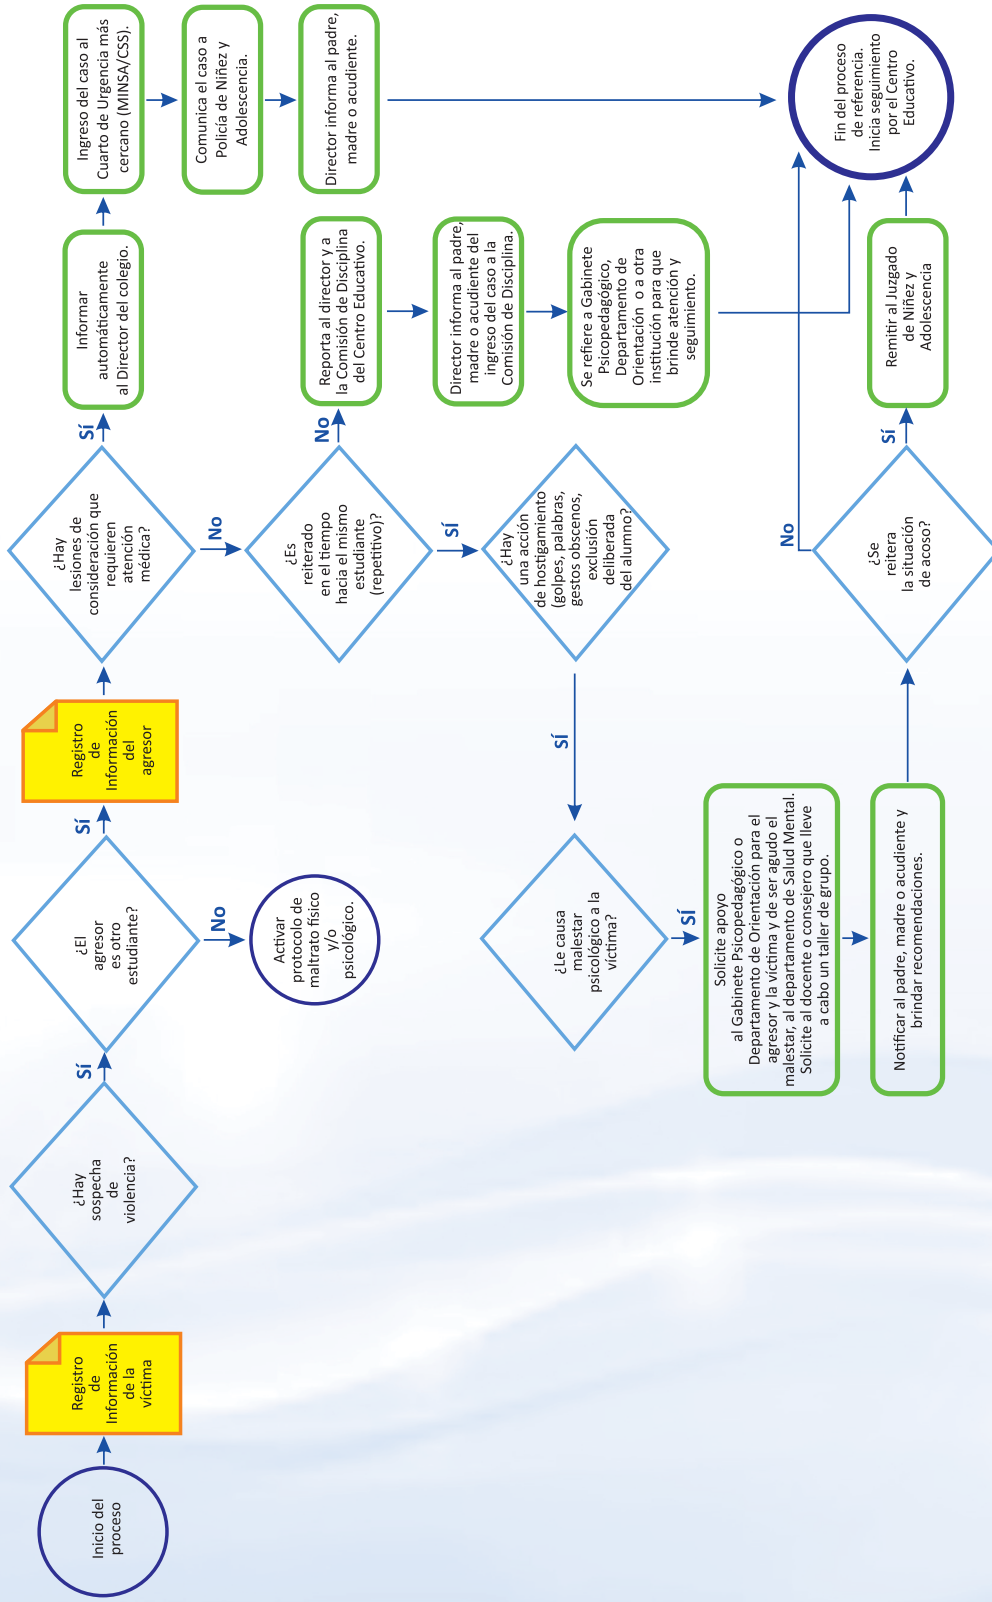 Inicio del
proceso
Registro
de
Información
de la
víctima
¿Hay
sospecha
de
violencia?
Sí
¿El
agresor
es otro
estudiante?
Sí
No
Activar
protocolo de
maltrato físico
y/o
psicológico.
Registro
de
Información
del
agresor
¿Hay
lesiones de
consideración que
requieren
atención
médica?
Sí
Informar
automáticamente
al Director del colegio.
Ingreso del caso al
Cuarto de Urgencia más
cercano (MINSA/CSS).
Comunica el caso a
Policía de Niñez y
Adolescencia.
Director informa al padre,
madre o acudiente.
No
¿Es
reiterado
en el tiempo
hacia el mismo
estudiante
(repetitivo)?
No
Reporta al director y a
la Comisión de Disciplina
del Centro Educativo.
Director informa al padre,
madre o acudiente del
ingreso del caso a la
Comisión de Disciplina.
Se refiere a Gabinete
Psicopedagógico,
Departamento de
Orientación o a otra
institución para que
brinde atención y
seguimiento.
SÍ
¿Hay
una acción
de hostigamiento
(golpes, palabras,
gestos obscenos,
exclusión
deliberada
del alumno?
SÍ
¿Le causa
malestar
psicológico a la
víctima?
SÍ
Solicite apoyo
al Gabinete Psicopedagógico o
Departamento de Orientación para el
agresor y la víctima y de ser agudo el
malestar, al departamento de Salud Mental.
Solicite al docente o consejero que lleve
a cabo un taller de grupo.
Notificar al padre, madre o acudiente y
brindar recomendaciones.
¿Se
reitera
la situación
de acoso?
No
Sí
Remitir al Juzgado
de Niñez y
Adolescencia
Fin del proceso
de referencia.
Inicia seguimiento
por el Centro
Educativo.